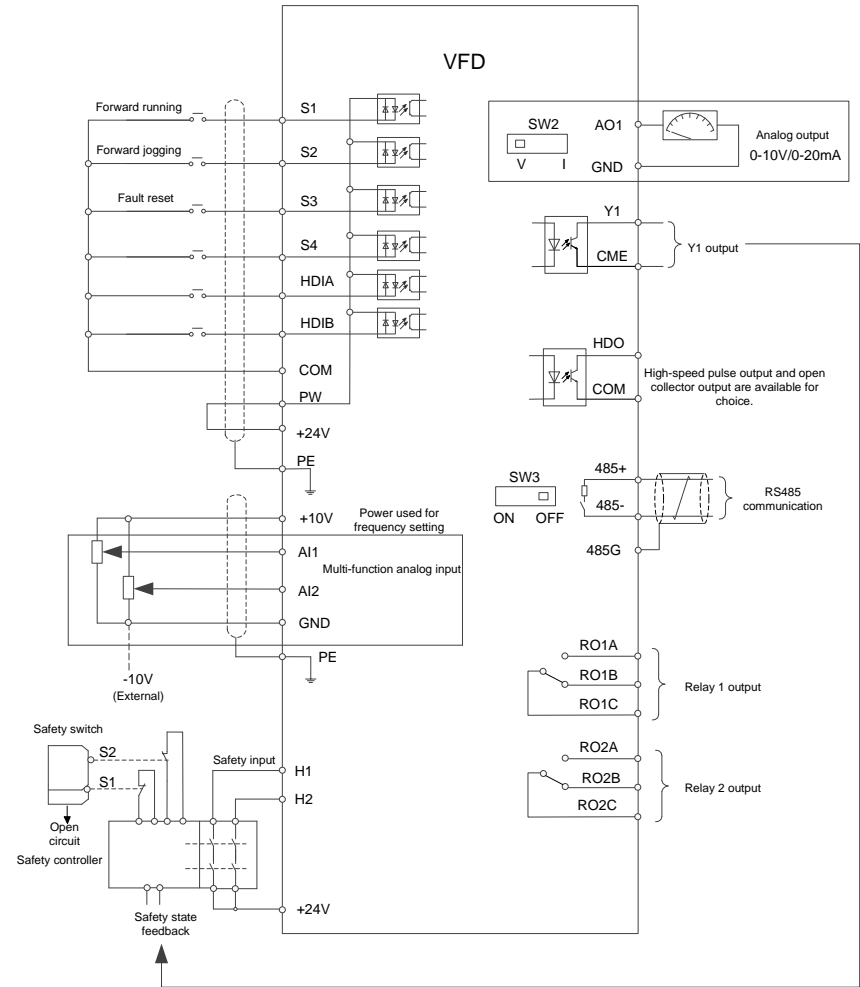 VFD
Forward running
S1
Forward jogging
S2
Fault reset
S3
S4
HDIA
HDIB
COM
PW
+24V
PE
+10V
Power used for
frequency setting
AI1
Multi-function analog input
AI2
GND
PE
-10V
(External)
Safety switch
S2
S1
Open
circuit
Safety controller
Safety input
H1
H2
+24V
Safety state
feedback
SW2
V I
AO1
GND
Analog output
0-10V/0-20mA
Y1
CME
Y1 output
HDO
COM
High-speed pulse output and open
collector output are available for
choice.
SW3
ON OFF
485+
485-
485G
RS485
communication
RO1A
RO1B
RO1C
Relay 1 output
RO2A
RO2B
RO2C
Relay 2 output